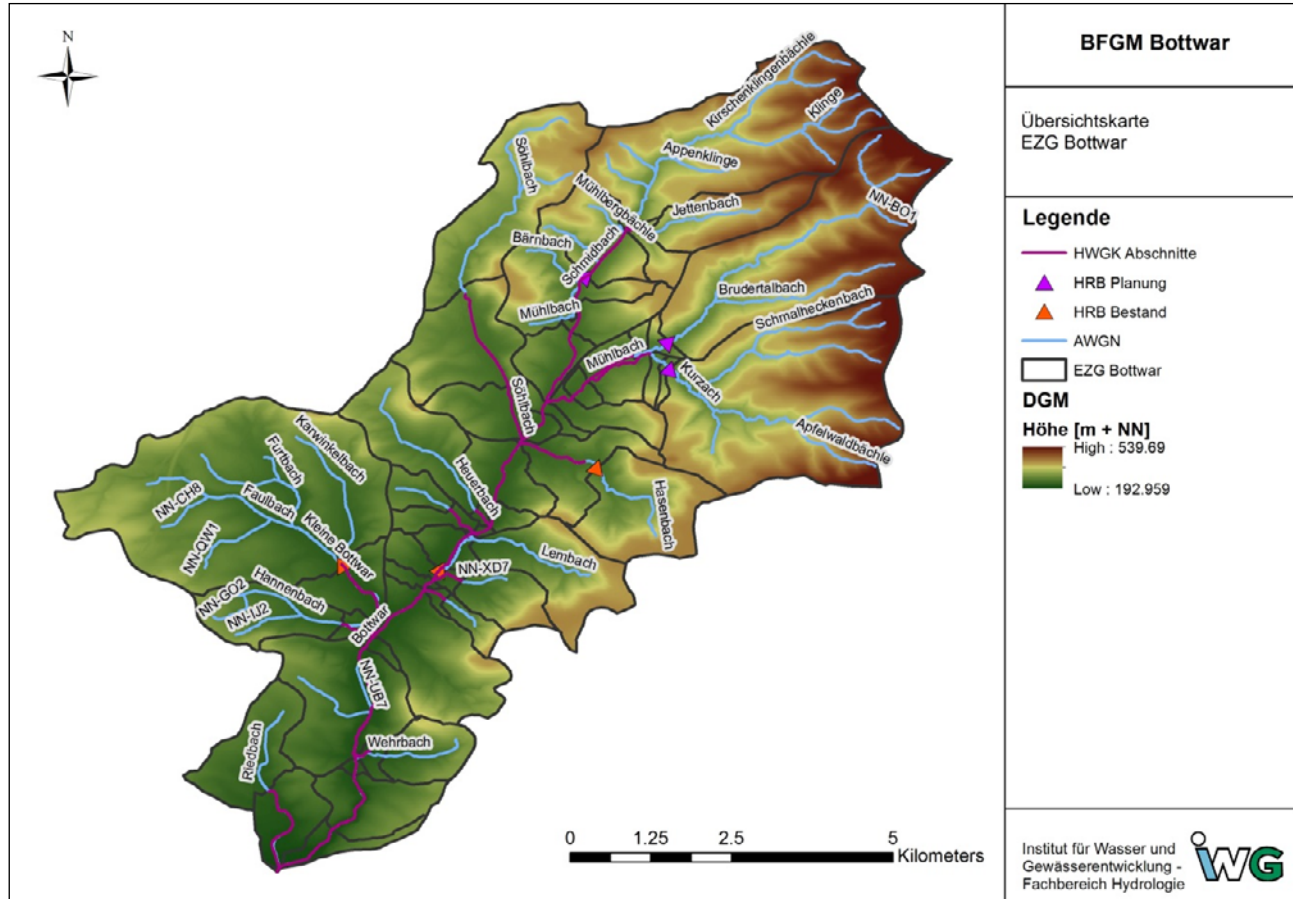 N
Kirschenklingenbächle
Klinge
Söhlbach
Appenklinge
Mühlbergbächle
Jettenbach
NN-BO1
Bärnbach
Schmidbach
Brudertalbach
Schmalheckenbach
Mühlbach
Mühlbach
Kurzach
Söhlbach
Apfelwaldbächle
Karwinkelbach
Furtbach
Heuerbach
Hasenbach
NN-CH8
Faulbach
NN-QW1
Kleine Bottwar
Lembach
NN-XD7
Hannenbach
NN-GO2
NN-IJ2
Bottwar
NN-UB7
Wehrbach
Riedbach
0 1.25 2.5 5
Kilometers
BFGM Bottwar
Übersichtskarte
EZG Bottwar
Legende
HWGK Abschnitte
HRB Planung
HRB Bestand
AWGN
EZG Bottwar
DGM
Höhe [m + NN]
High : 539.69
Low : 192.959
Institut für Wasser und
Gewässerentwicklung -
Fachbereich Hydrologie
iWG